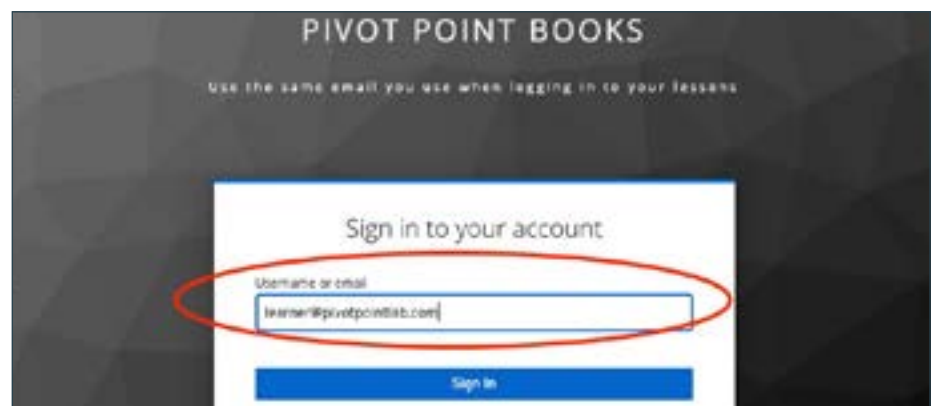 PIVOT POINT BOOKS
Use the same email you use when logging in to your lessons
Sign in to your account
Username or email
learner@pivotpointlab.com
Sign In